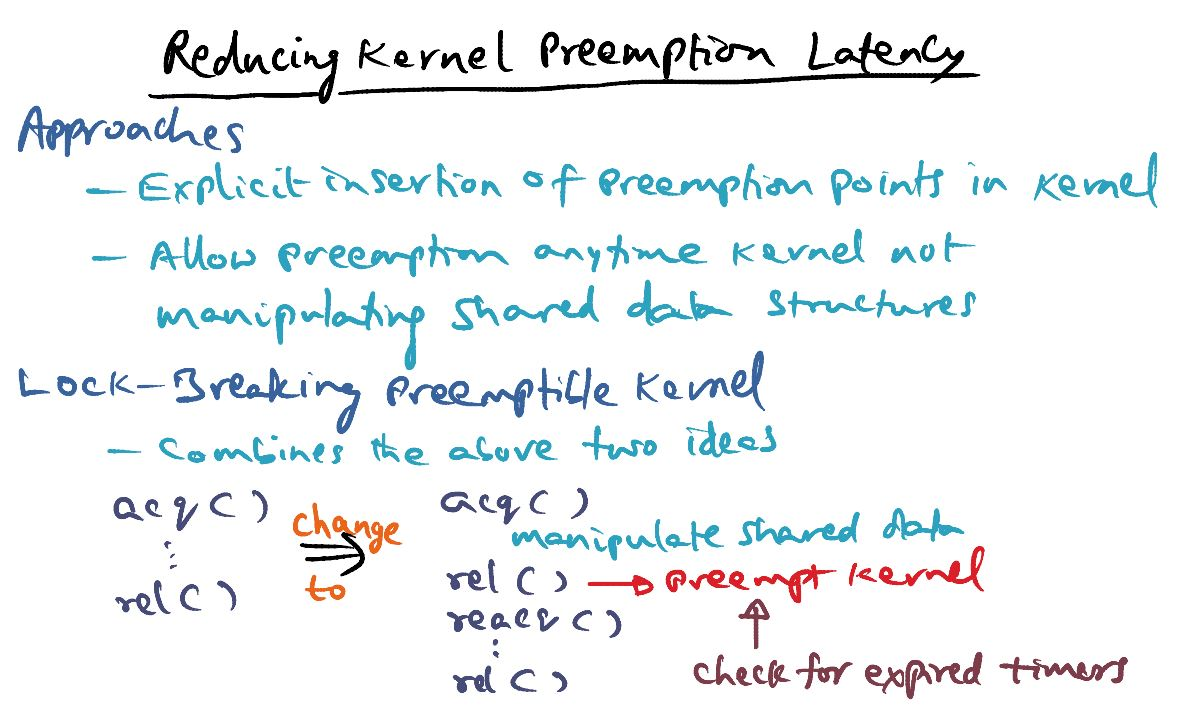 Reducing Kernel Preemption Latency
Approaches
- Explicit insertion of preemption points in kernel
- Allow preemption anytime kernel not
manipulating shared data structures
Lock-Breaking Preemptible Kernel
- Combines the above two ideas
acq()
⋮
rel()
change
⇒
to
acq()
manipulate shared data
rel() → preempt kernel
reacq()
⋮
rel()
↑
check for expired timers